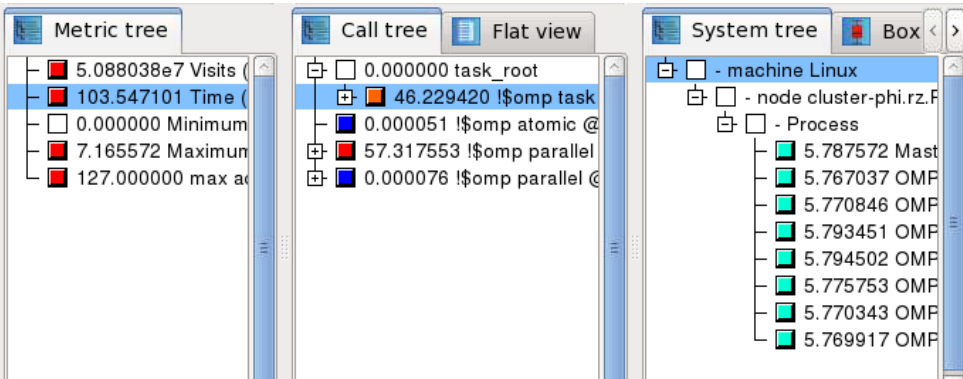 Metric tree
5.088038e7 Visits (
103.547101 Time (
0.000000 Minimum
7.165572 Maximum
127.000000 max ac
Call tree
Flat view
0.000000 task_root
46.229420 !$omp task
0.000051 !$omp atomic @
57.317553 !$omp parallel
0.000076 !$omp parallel @
System tree
Box
- machine Linux
- node cluster-phi.rz.R
- Process
5.787572 Mast
5.767037 OMP
5.770846 OMP
5.793451 OMP
5.794502 OMP
5.775753 OMP
5.770343 OMP
5.769917 OMP